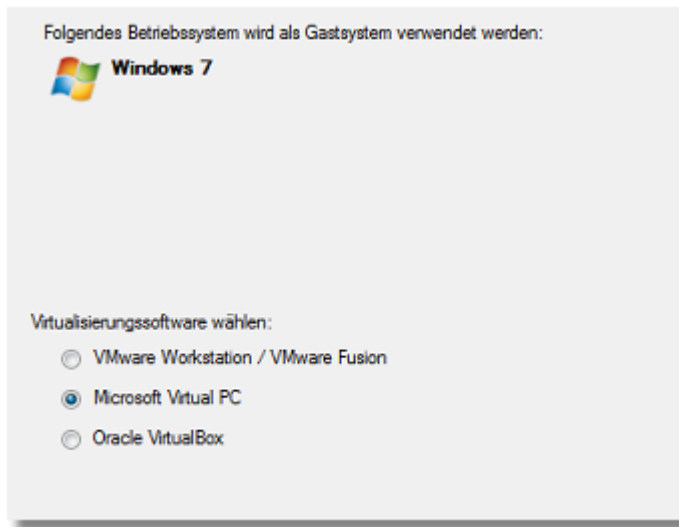 Folgendes Betriebssystem wird als Gastsystem verwendet werden:
Windows 7
Virtualisierungssoftware wählen:
VMware Workstation / VMware Fusion
Microsoft Virtual PC
Oracle VirtualBox